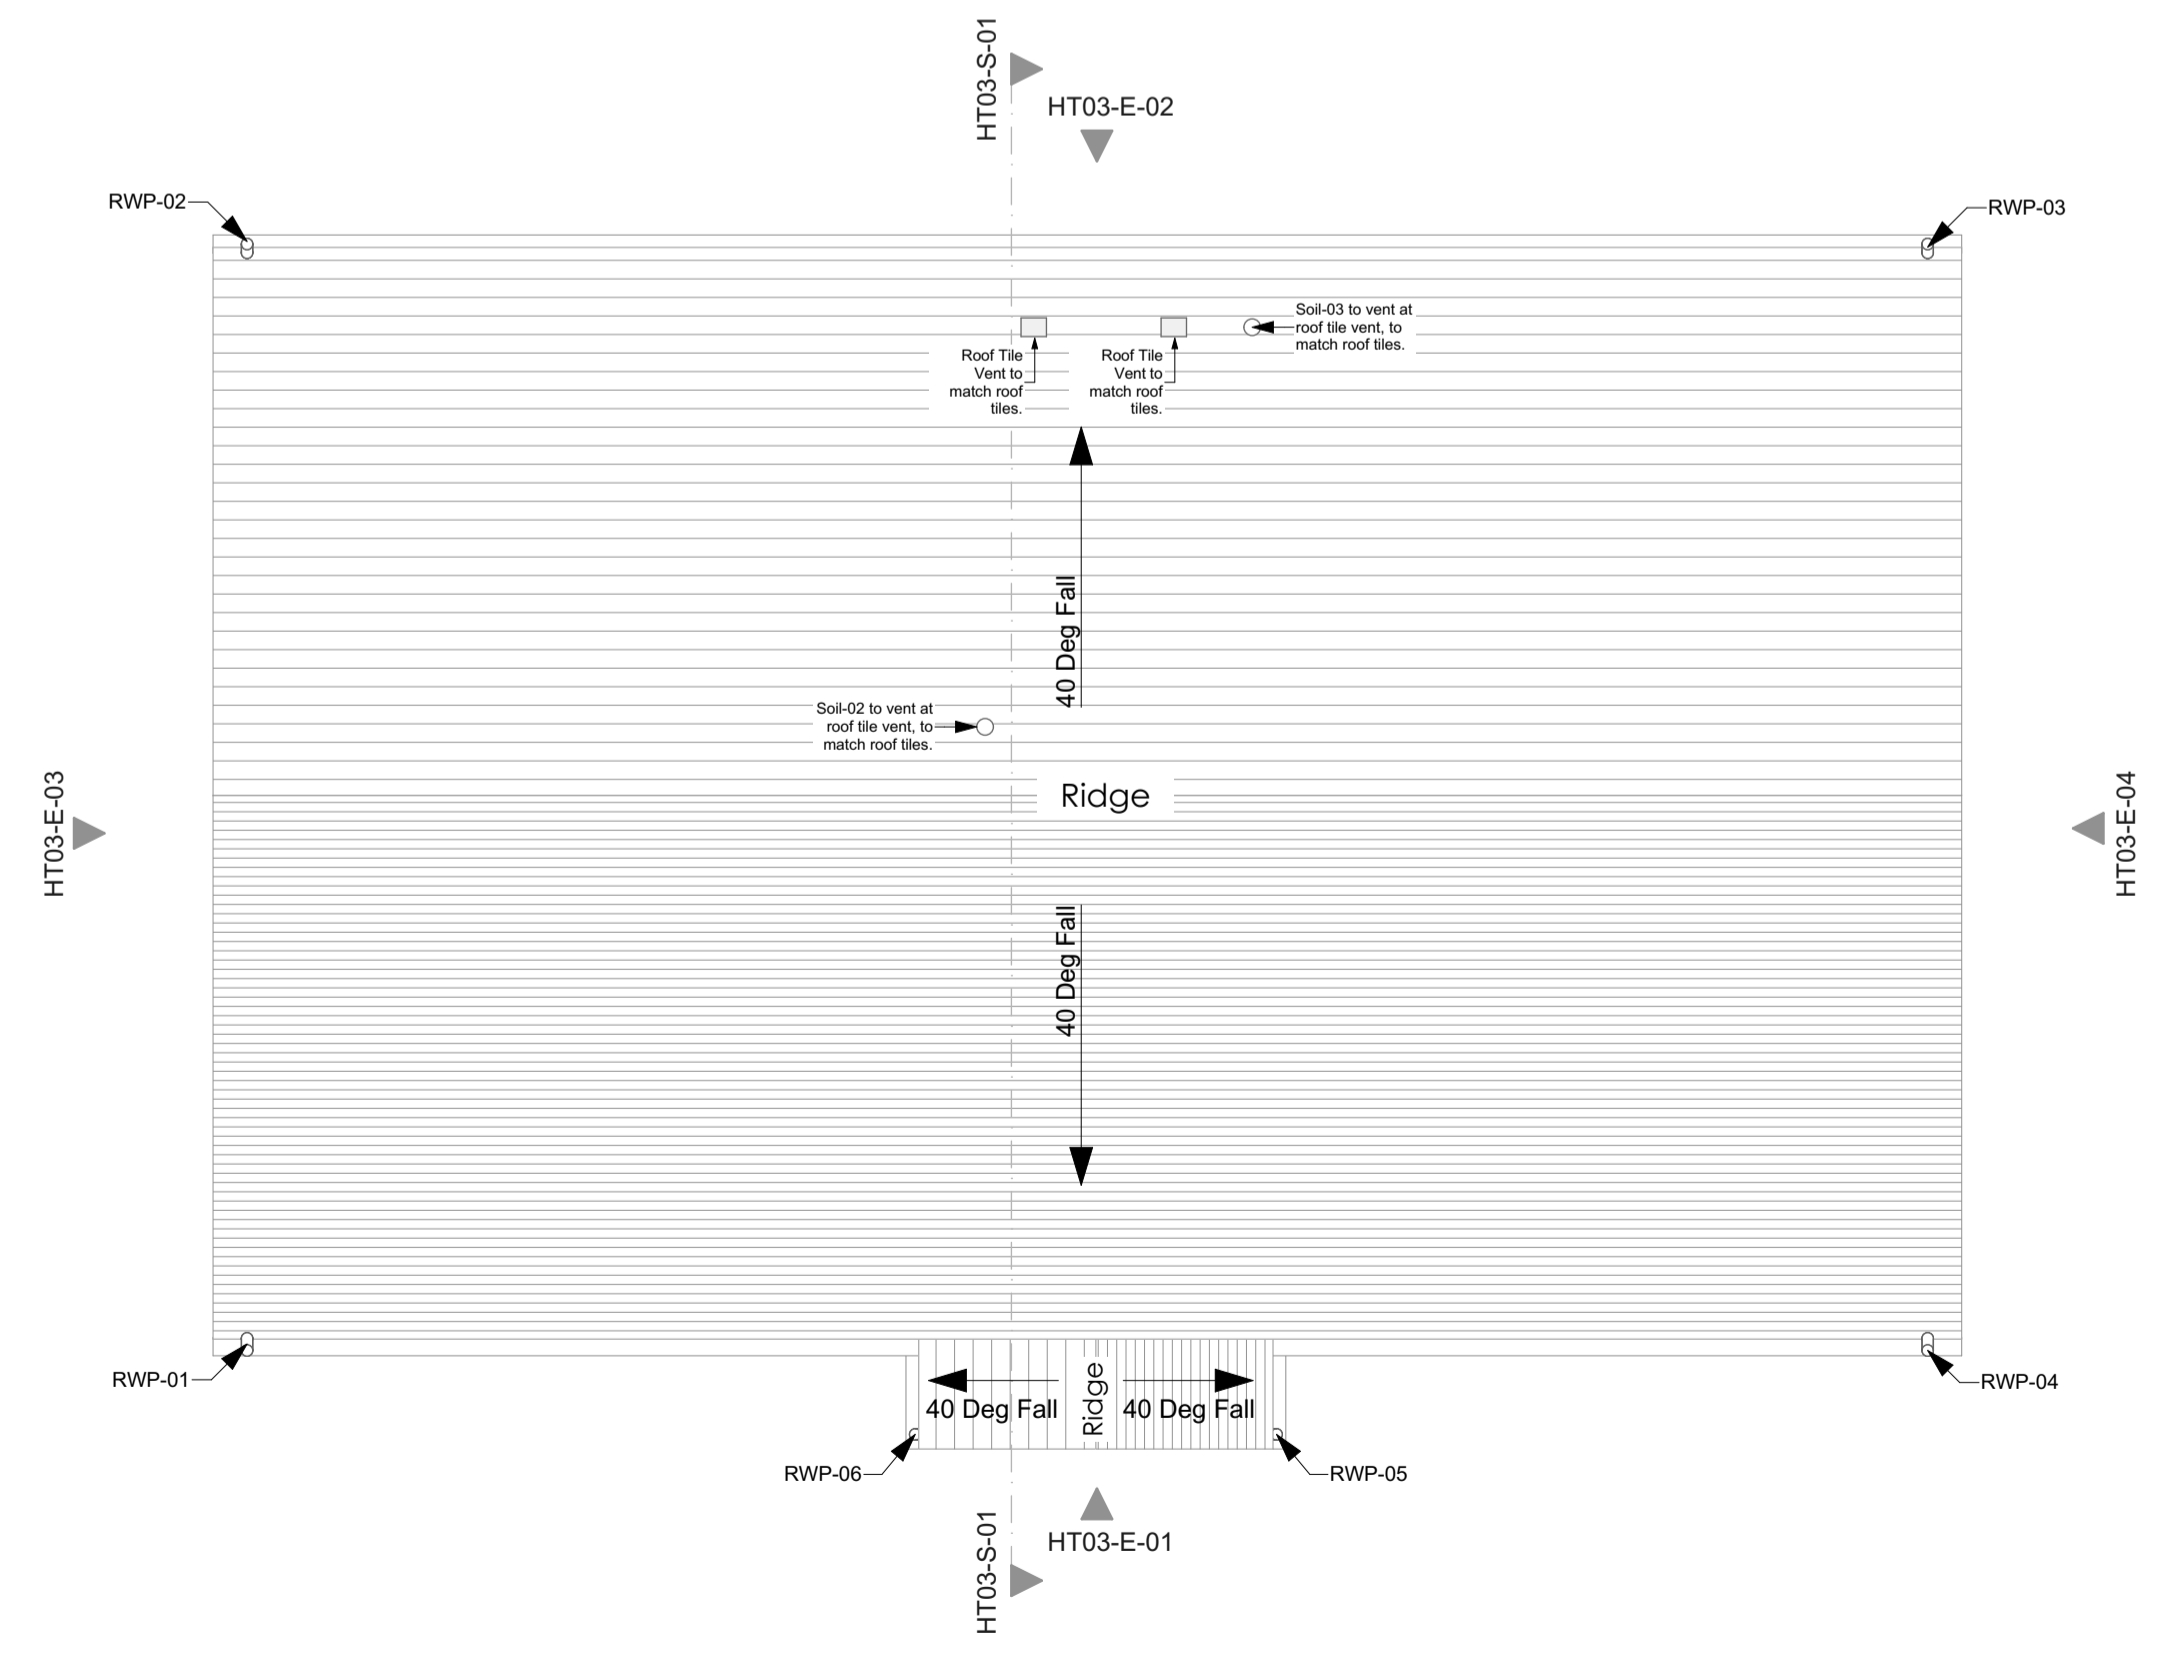 HT03-S-01
HT03-E-02
RWP-02
RWP-03
Soil-03 to vent at
roof tile vent, to
match roof tiles.
Roof Tile
Vent to
match roof
tiles.
Roof Tile
Vent to
match roof
tiles.
40 Deg Fall
Soil-02 to vent at
roof tile vent, to
match roof tiles.
Ridge
HT03-E-03
HT03-E-04
40 Deg Fall
RWP-01
RWP-04
40 Deg Fall
Ridge
40 Deg Fall
RWP-06
RWP-05
HT03-S-01
HT03-E-01